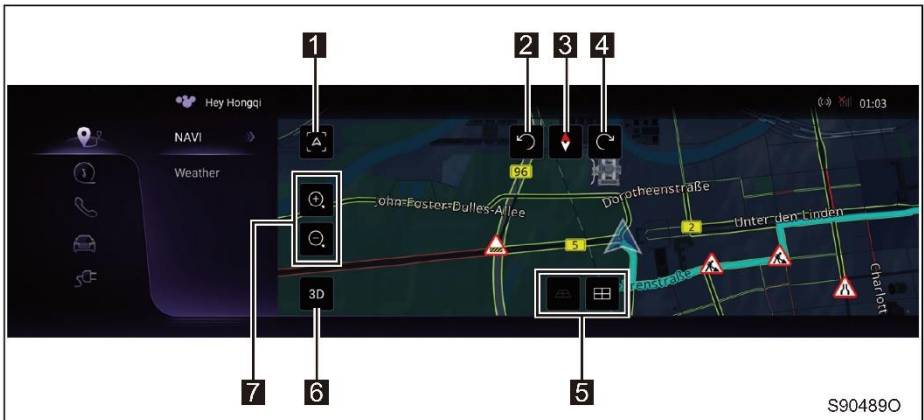 1
2
3
4
Hey Hongqi
01:03
NAVI
Weather
96
John-Foster-Dulles-Allee
Dorotheenstraße
Unter den Linden
2
5
renstraße
Charlott
3D
7
6
5
S90489O